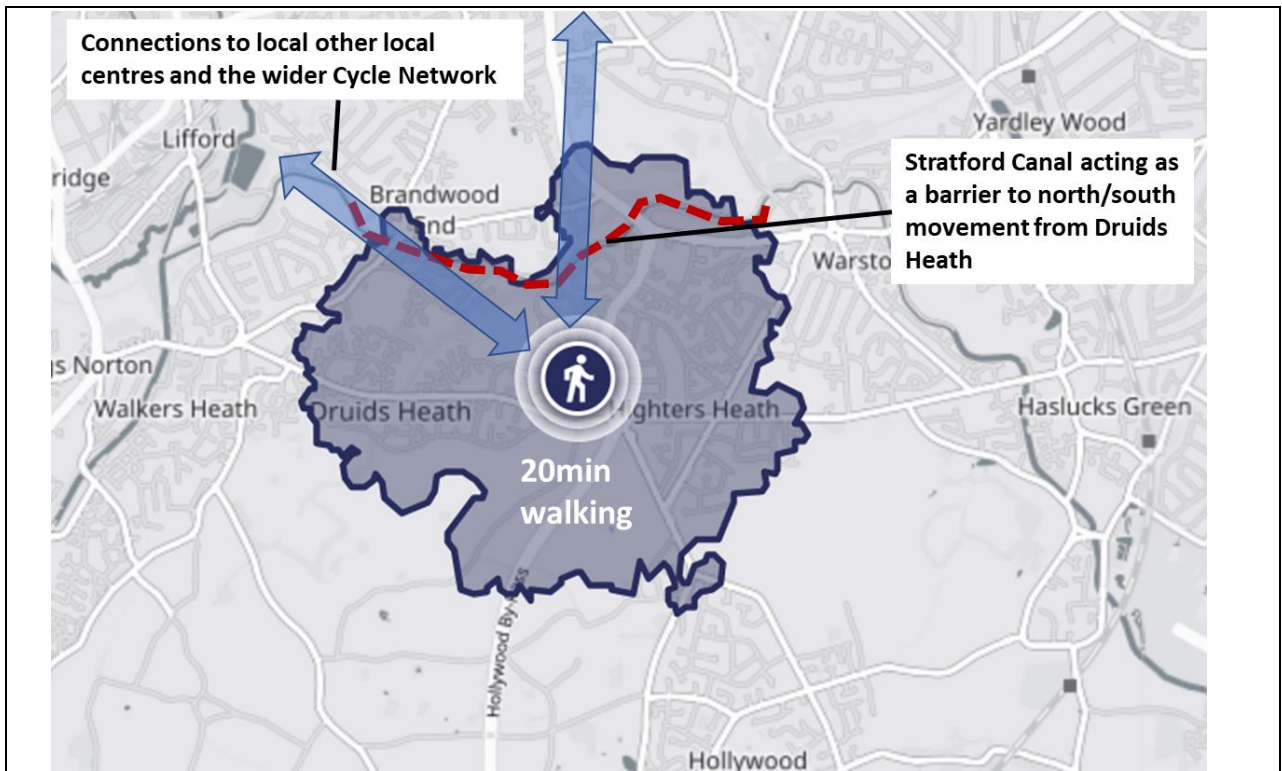 Connections to local other local
centres and the wider Cycle Network
Lifford
ridge
Brandwood
End
Yardley Wood
Stratford Canal acting as
a barrier to north/south
movement from Druids
Heath
Warsto
gs Norton
Walkers Heath
Druids Heath
ighters Heath
Haslucks Green
20min
walking
Hollywood By-Pass
Hollywood